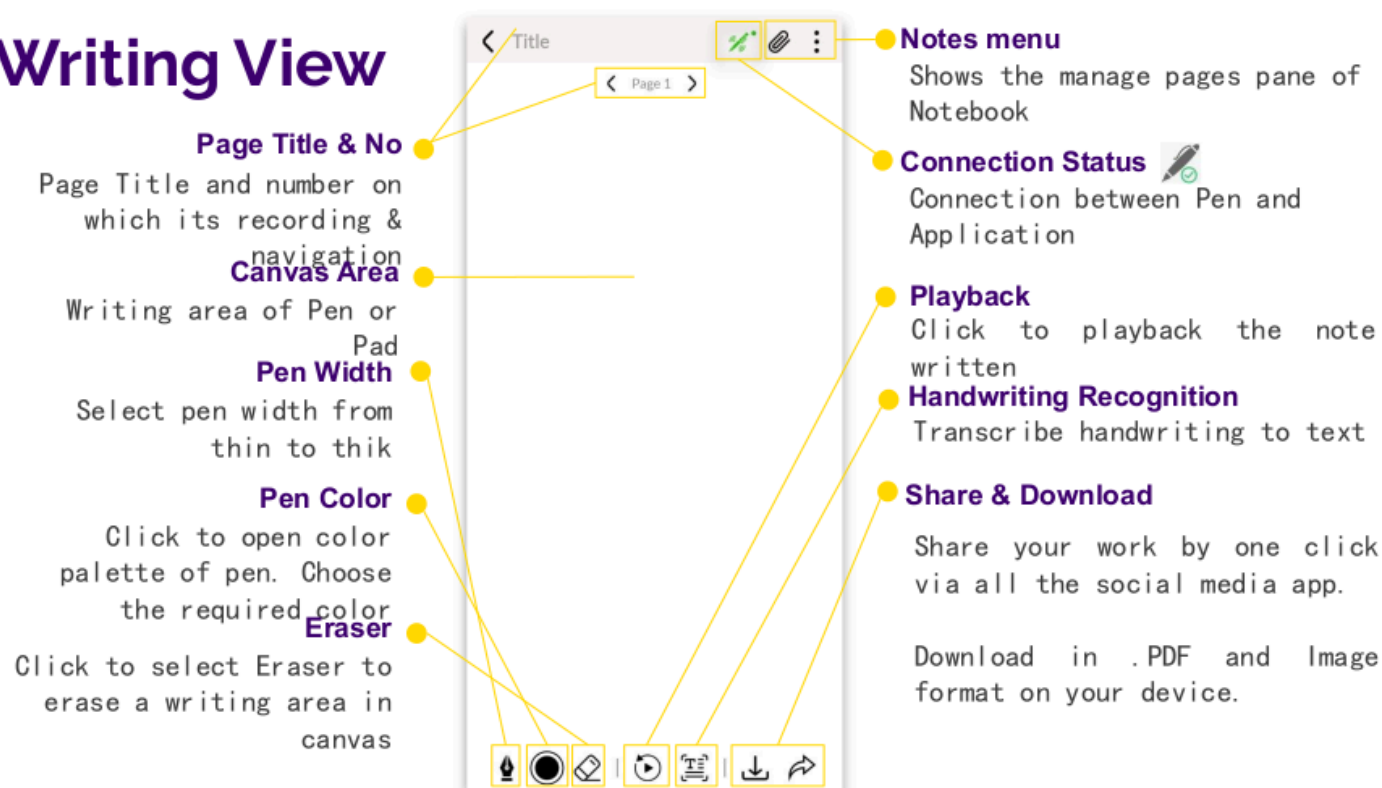 Writing View
Page Title & No
Page Title and number on
which its recording &
navigation
Canvas Area
Writing area of Pen or
Pad
Pen Width
Select pen width from
thin to thik
Pen Color
Click to open color
palette of pen. Choose
the required color
Eraser
Click to select Eraser to
erase a writing area in
canvas
Title
Page 1
Notes menu
Shows the manage pages pane of
Notebook
Connection Status
Connection between Pen and
Application
Playback
Click to playback the note
written
Handwriting Recognition
Transcribe handwriting to text
Share & Download
Share your work by one click
via all the social media app.
Download in .PDF and Image
format on your device.